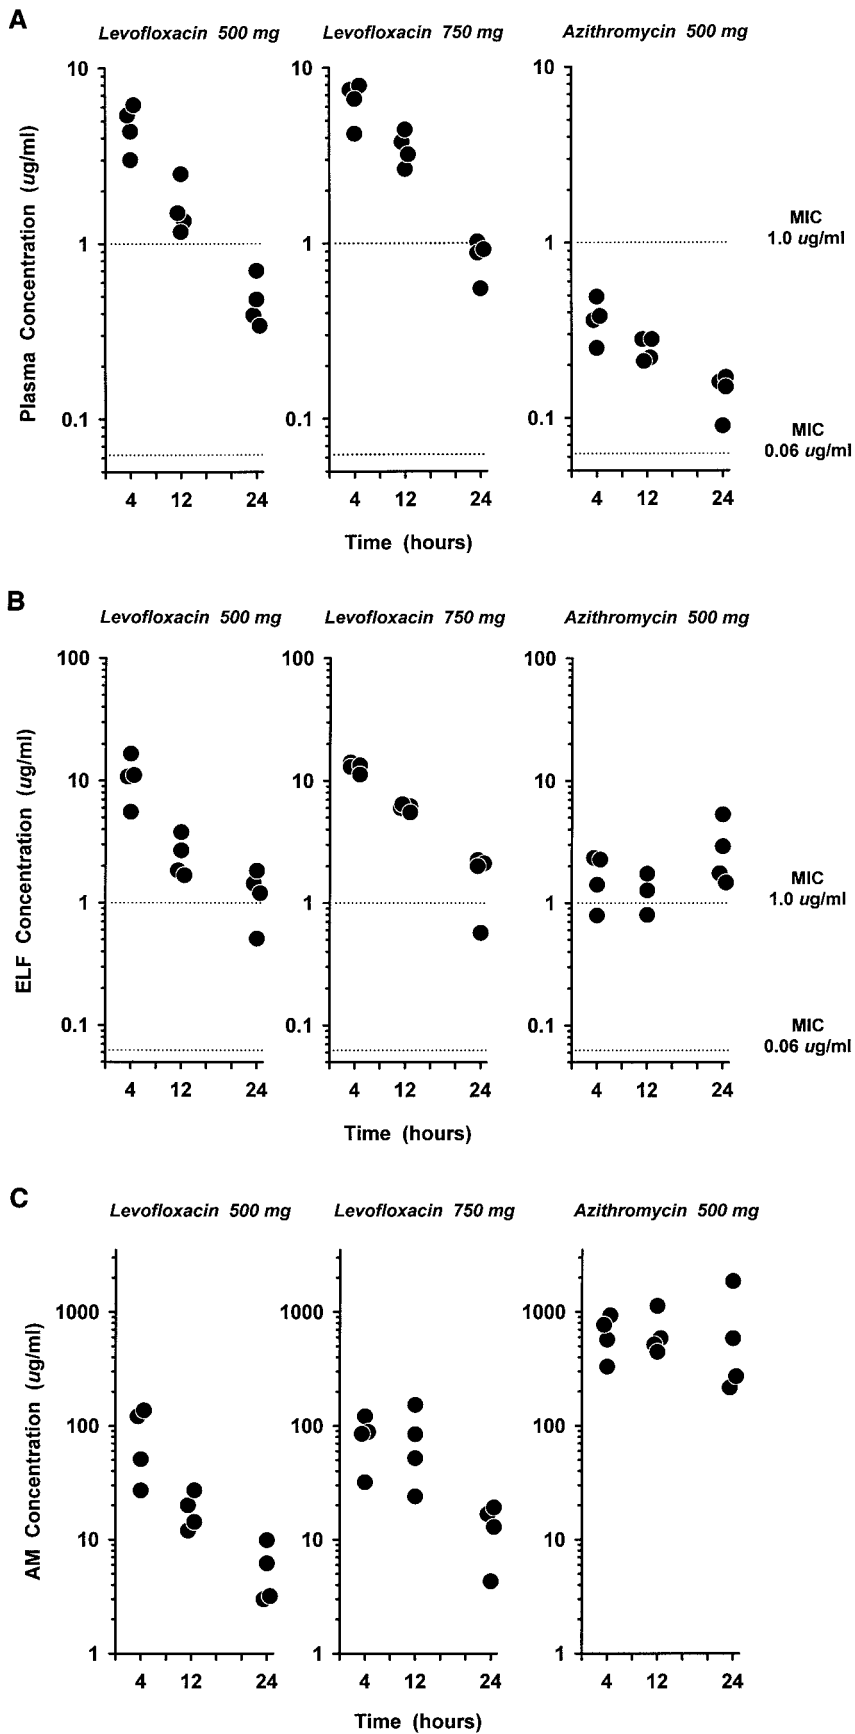 A
Levofloxacin 500 mg Levofloxacin 750 mg Azithromycin 500 mg
Plasma Concentration (ug/ml)
10 10 10
1 1 1
0.1 0.1 0.1
MIC
1.0 ug/ml
MIC
0.06 ug/ml
4 12 24 4 12 24 4 12 24
Time (hours)
B
Levofloxacin 500 mg Levofloxacin 750 mg Azithromycin 500 mg
ELF Concentration (ug/ml)
100 100 100
10 10 10
1 1 1
0.1 0.1 0.1
MIC
1.0 ug/ml
MIC
0.06 ug/ml
4 12 24 4 12 24 4 12 24
Time (hours)
C
Levofloxacin 500 mg Levofloxacin 750 mg Azithromycin 500 mg
AM Concentration (ug/ml)
1000 1000 1000
100 100 100
10 10 10
1 1 1
4 12 24 4 12 24 4 12 24
Time (hours)